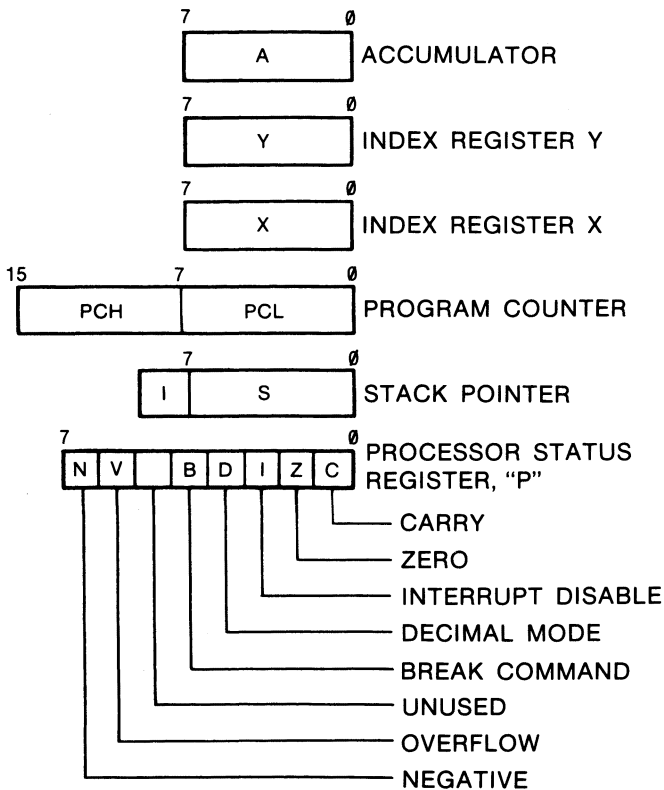 7 Ø
A ACCUMULATOR
7 Ø
Y INDEX REGISTER Y
7 Ø
X INDEX REGISTER X
15 7 Ø
PCH PCL PROGRAM COUNTER
7 Ø
I S STACK POINTER
7 Ø
N V B D I Z C PROCESSOR STATUS
REGISTER, “P”
CARRY
ZERO
INTERRUPT DISABLE
DECIMAL MODE
BREAK COMMAND
UNUSED
OVERFLOW
NEGATIVE